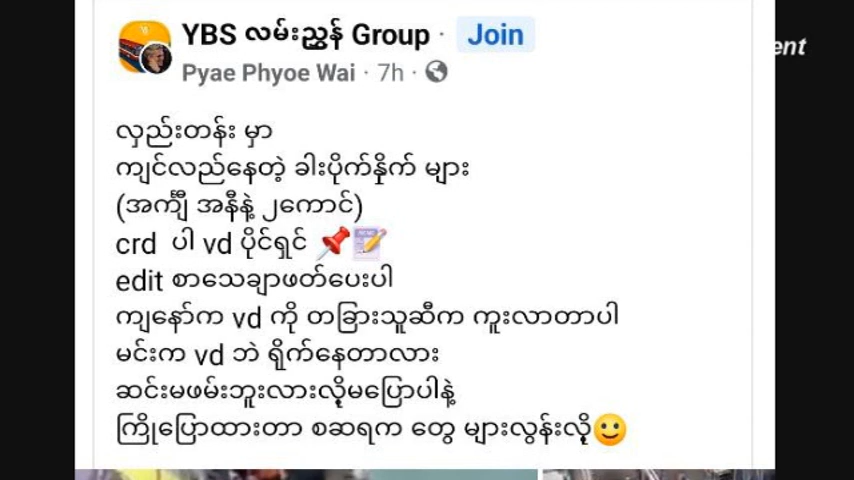 YBS လမ်းညွှန် Group · Join
Pyae Phyoe Wai · 7h ·
ent
လှည်းတန်း မှာ
ကျင်လည်နေတဲ့ ခါးပိုက်နှိုက် များ
(အင်္ကျီ အနီနဲ့ ၂ကောင်)
crd ပါ vd ပိုင်ရှင် 📌📝
edit စာသေချာဖတ်ပေးပါ
ကျနော်က vd ကို တခြားသူဆီက ကူးလာတာပါ
မင်းက vd ဘဲ ရိုက်နေတာလား
ဆင်းမဖမ်းဘူးလားလို့မပြောပါနဲ့
ကြိုပြောထားတာ စဆရက တွေ များလွန်းလို့🙂